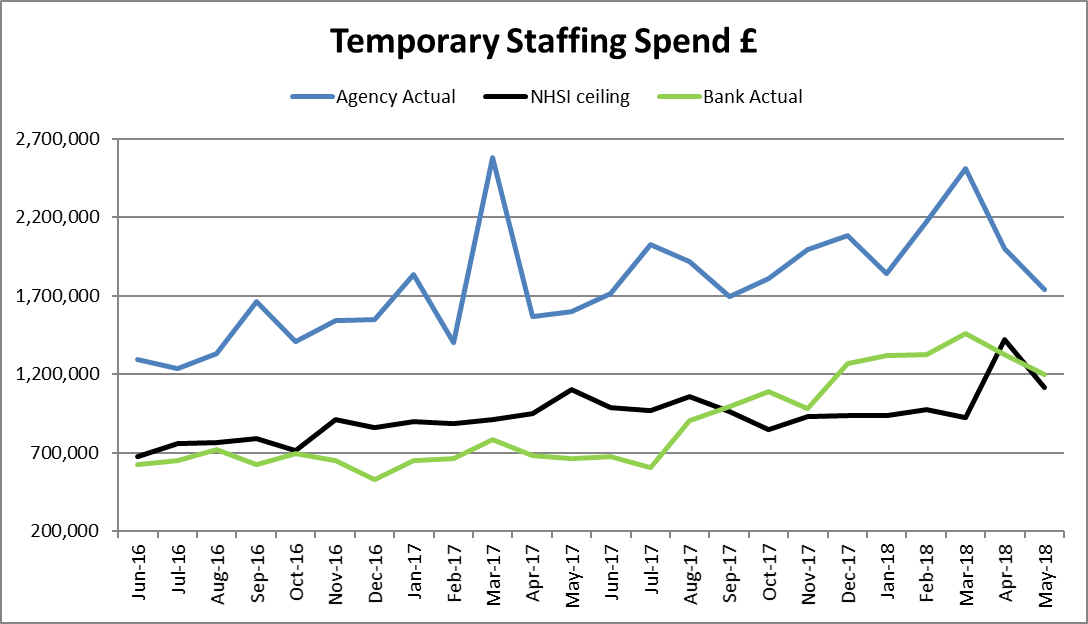 Temporary Staffing Spend £
Agency Actual NHSI ceiling Bank Actual
2,700,000
2,200,000
1,700,000
1,200,000
700,000
200,000
Jun-16 Jul-16 Aug-16 Sep-16 Oct-16 Nov-16 Dec-16 Jan-17 Feb-17 Mar-17 Apr-17 May-17 Jun-17 Jul-17 Aug-17 Sep-17 Oct-17 Nov-17 Dec-17 Jan-18 Feb-18 Mar-18 Apr-18 May-18